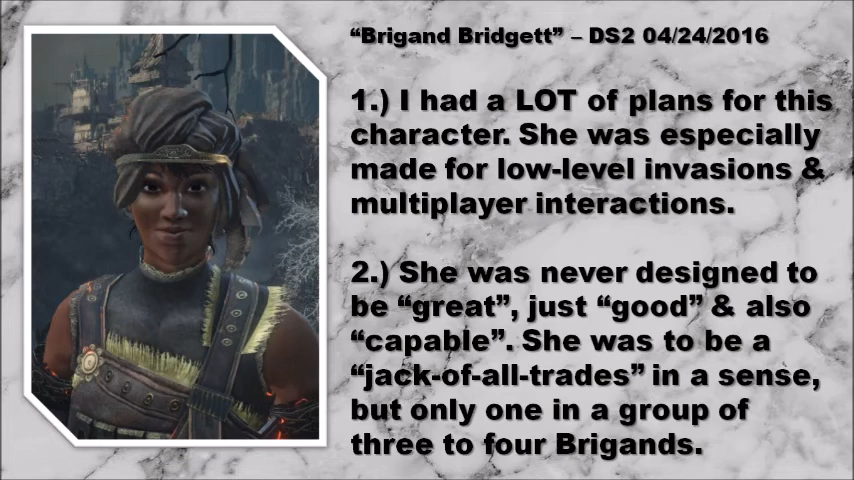 “Brigand Bridgett” – DS2 04/24/2016
1.) I had a LOT of plans for this
character. She was especially
made for low-level invasions &
multiplayer interactions.
2.) She was never designed to
be “great”, just “good” & also
“capable”. She was to be a
“jack-of-all-trades” in a sense,
but only one in a group of
three to four Brigands.